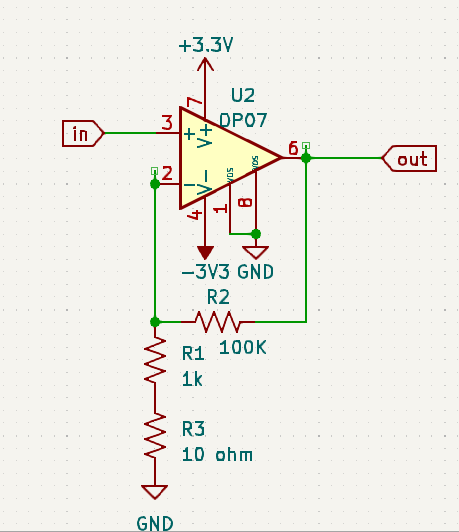 +3.3V
U2
OP07
7
in
3
+
V+
6
out
2
-
V-
VOS
VOS
4
1
8
-3V3
GND
R2
100K
R1
1k
R3
10 ohm
GND